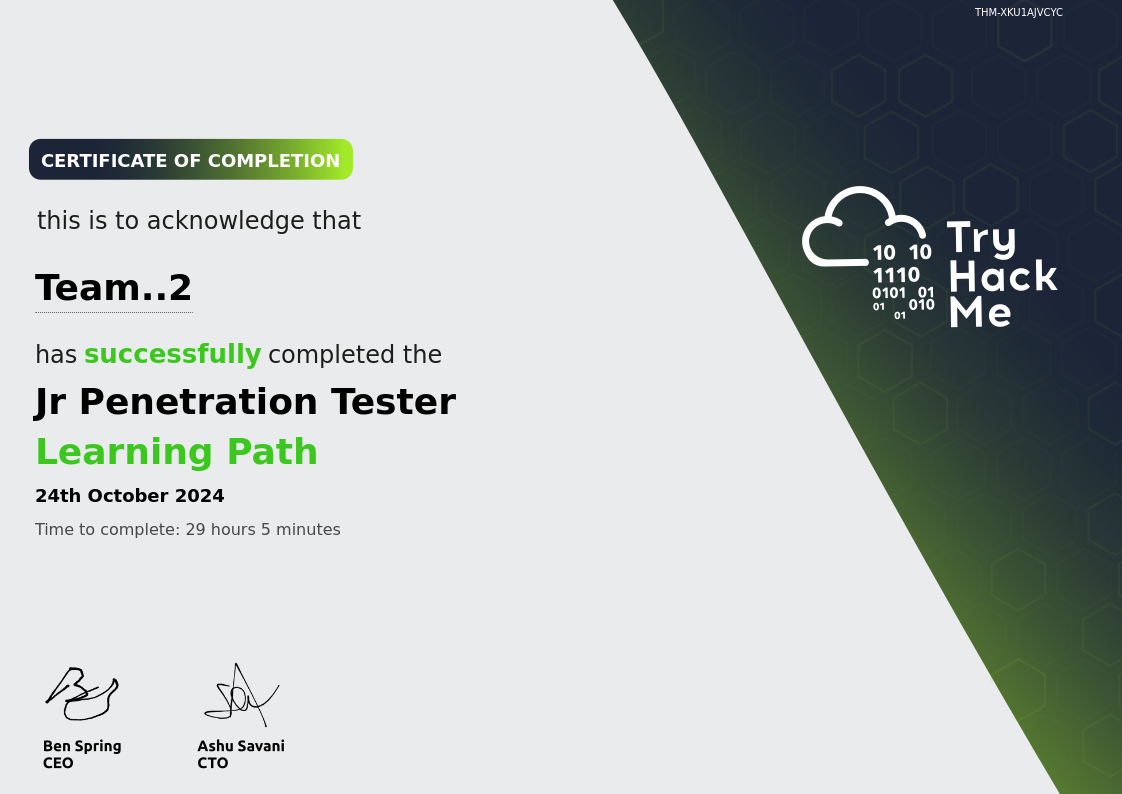 THM-XKU1AJVCYC
CERTIFICATE OF COMPLETION
this is to acknowledge that
Team..2
has successfully completed the
Jr Penetration Tester
Learning Path
24th October 2024
Time to complete: 29 hours 5 minutes
10 10
1110
0101 01
01 010
01
Try
Hack
Me
Ben Spring
CEO
Ashu Savani
CTO